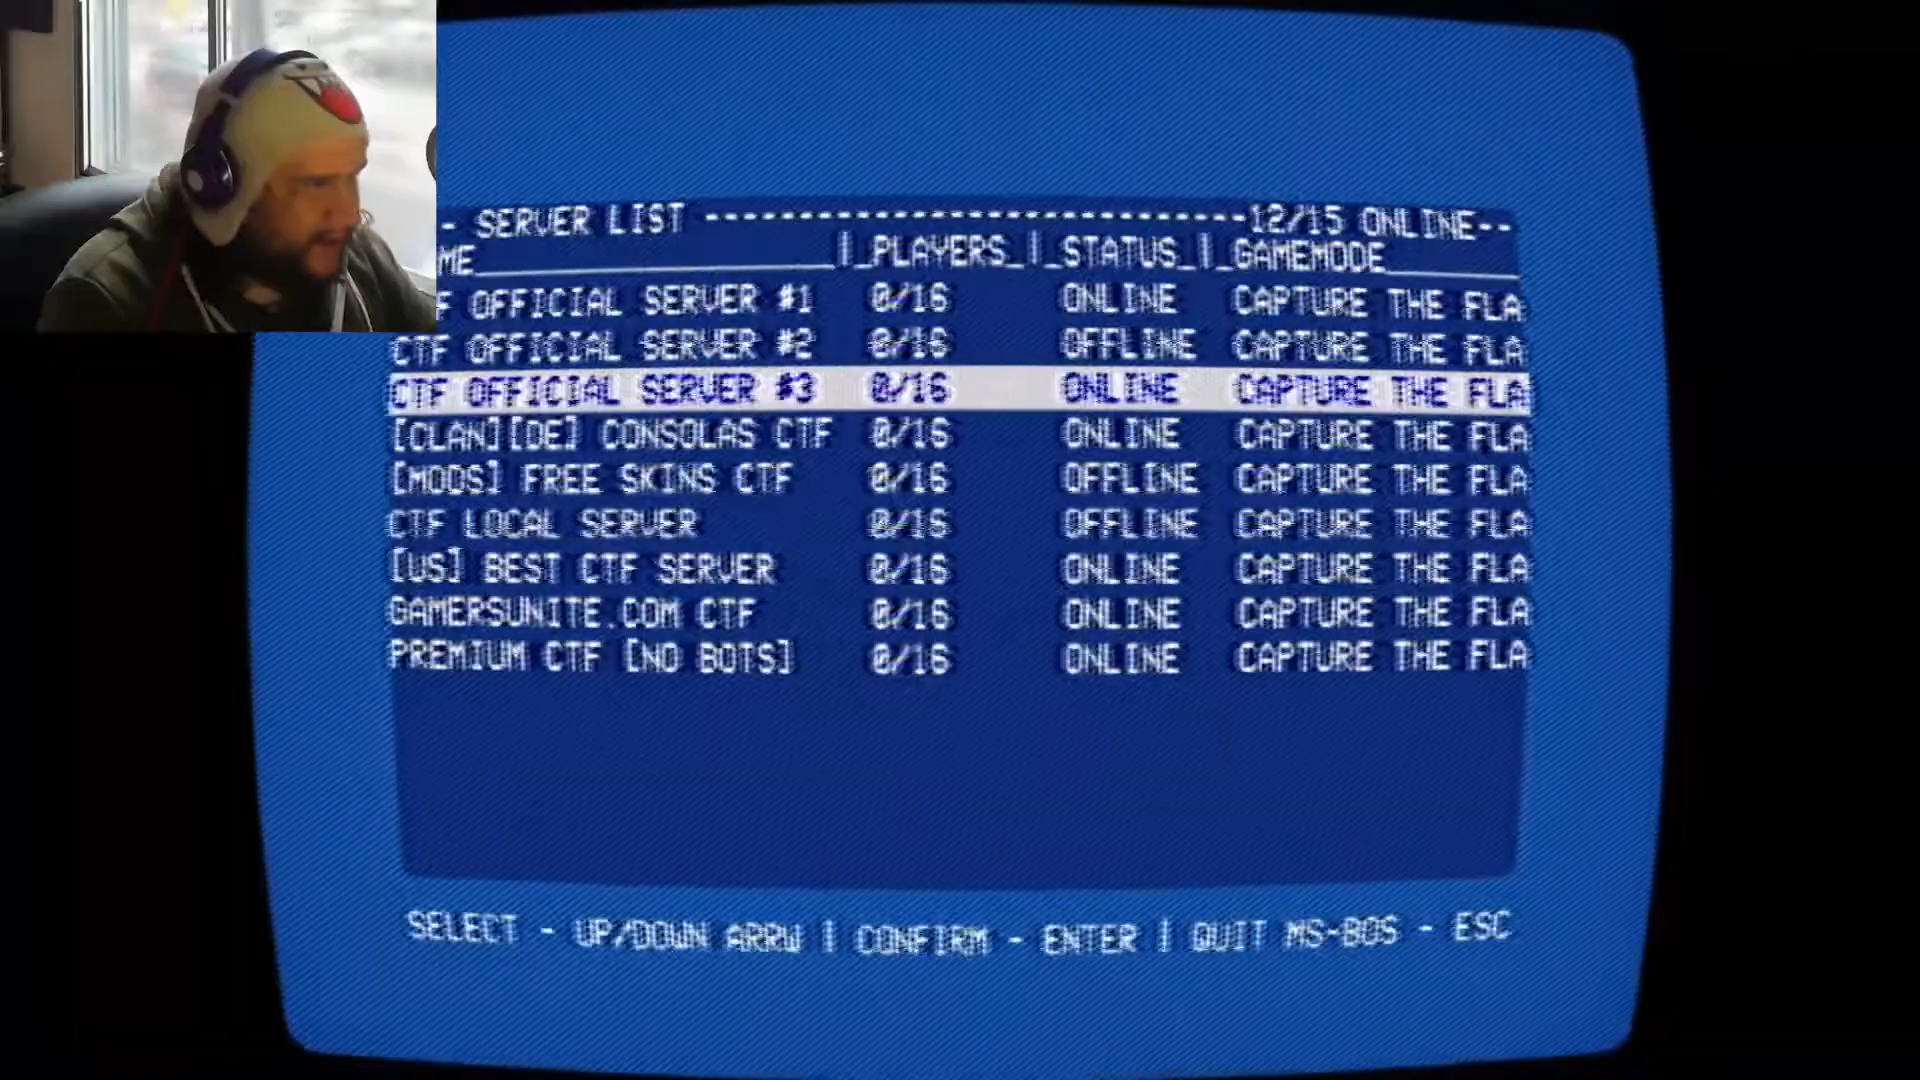 - SERVER LIST -----------------------------12/15 ONLINE--
ME | PLAYERS | STATUS | GAMEMODE
F OFFICIAL SERVER #1 0/16 ONLINE CAPTURE THE FLA
CTF OFFICIAL SERVER #2 0/16 OFFLINE CAPTURE THE FLA
CTF OFFICIAL SERVER #3 0/16 ONLINE CAPTURE THE FLA
[CLAN][DE] CONSOLAS CTF 0/16 ONLINE CAPTURE THE FLA
[MODS] FREE SKINS CTF 0/16 OFFLINE CAPTURE THE FLA
CTF LOCAL SERVER 0/16 OFFLINE CAPTURE THE FLA
[US] BEST CTF SERVER 0/16 ONLINE CAPTURE THE FLA
GAMERSUNITE.COM CTF 0/16 ONLINE CAPTURE THE FLA
PREMIUM CTF [NO BOTS] 0/16 ONLINE CAPTURE THE FLA
SELECT - UP/DOWN ARRW | CONFIRM - ENTER | QUIT MS-BOS - ESC